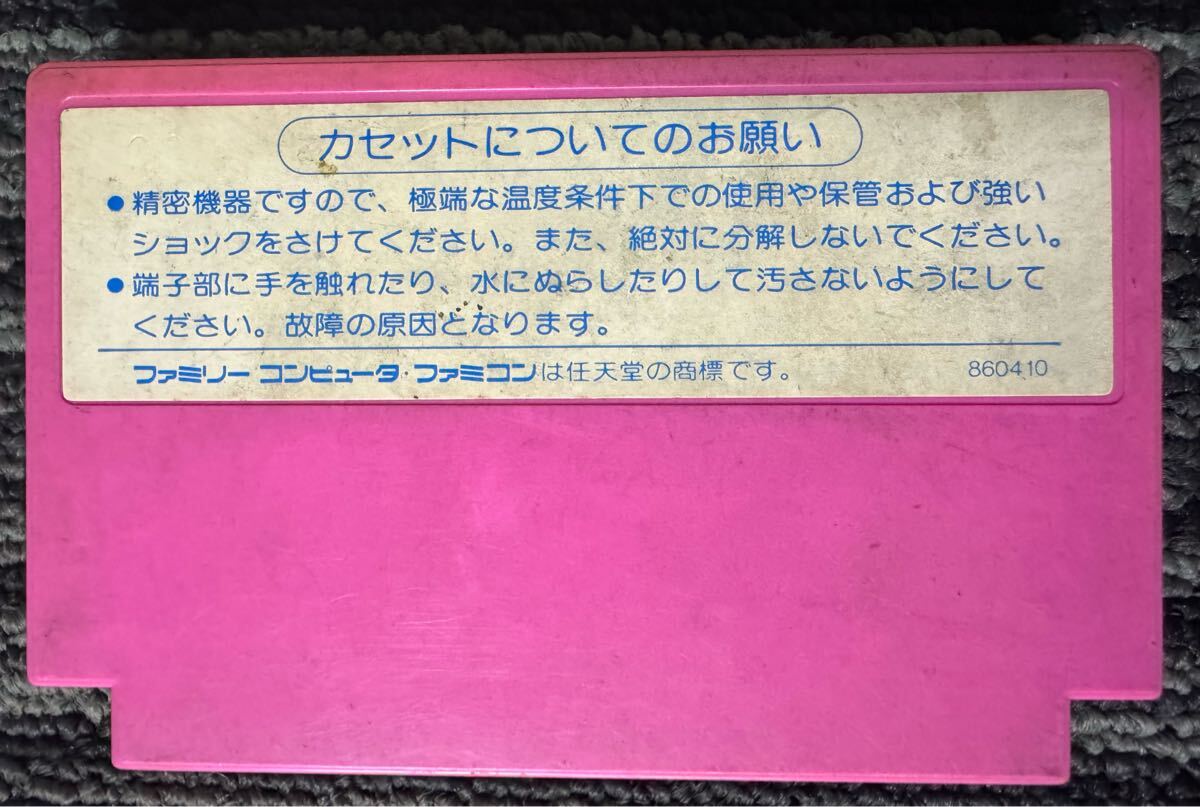 カセットについてのお願い
●精密機器ですので、極端な温度条件下での使用や保管および強い
ショックをさけてください。また、絶対に分解しないでください。
●端子部に手を触れたり、水にぬらしたりして汚さないようにして
ください。故障の原因となります。
ファミリー コンピュータ・ファミコンは任天堂の商標です。 860410